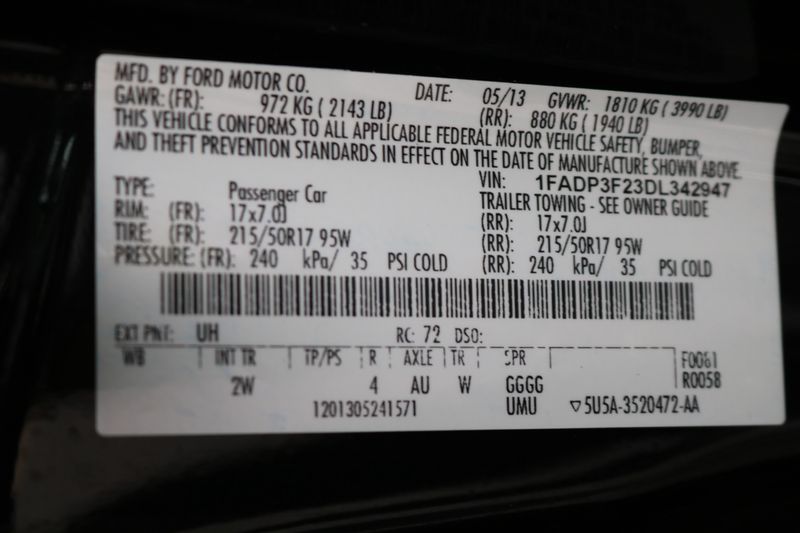 MFD. BY FORD MOTOR CO. DATE: 05/13 GVWR: 1810 KG ( 3990 LB)
GAWR: (FR): 972 KG ( 2143 LB) (RR): 880 KG ( 1940 LB)
THIS VEHICLE CONFORMS TO ALL APPLICABLE FEDERAL MOTOR VEHICLE SAFETY, BUMPER,
AND THEFT PREVENTION STANDARDS IN EFFECT ON THE DATE OF MANUFACTURE SHOWN ABOVE.
VIN: 1FADP3F23DL342947
TYPE: Passenger Car TRAILER TOWING - SEE OWNER GUIDE
RIM: (FR): 17x7.0J (RR): 17x7.0J
TIRE: (FR): 215/50R17 95W (RR): 215/50R17 95W
PRESSURE: (FR): 240 kPa/ 35 PSI COLD (RR): 240 kPa/ 35 PSI COLD
EXT PNT: UH RC: 72 DSO:
WB INT TR TP/PS R AXLE TR SPR F0061
2W 4 AU W GGGG R0058
1201305241571 UMU ▽5U5A-3520472-AA